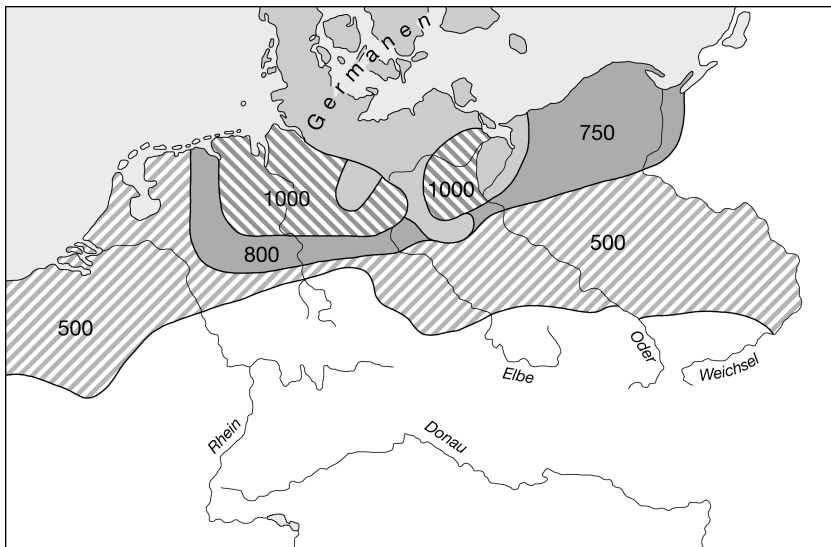 Germanen
750
1000
1000
800
500
500
Oder
Elbe
Weichsel
Rhein
Donau